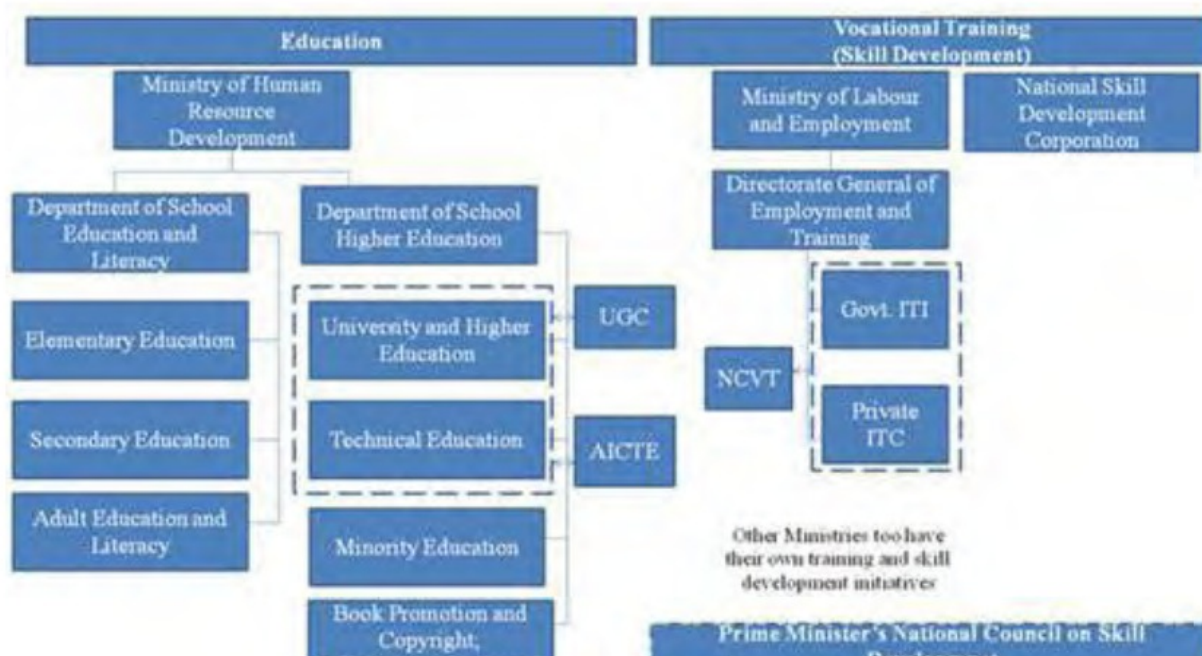 Education
Vocational Training
(Skill Development)
Ministry of Human
Resource
Development
Ministry of Labour
and Employment
National Skill
Development
Corporation
Department of School
Education and
Literacy
Department of School
Higher Education
Directorate General of
Employment and
Training
Elementary Education
University and Higher
Education
UGC
Govt. ITI
NCVT
Secondary Education
Technical Education
AICTE
Private
ITC
Adult Education and
Literacy
Minority Education
Other Ministries too have
their own training and skill
development initiatives
Book Promotion and
Copyright,
Prime Minister's National Council on Skill